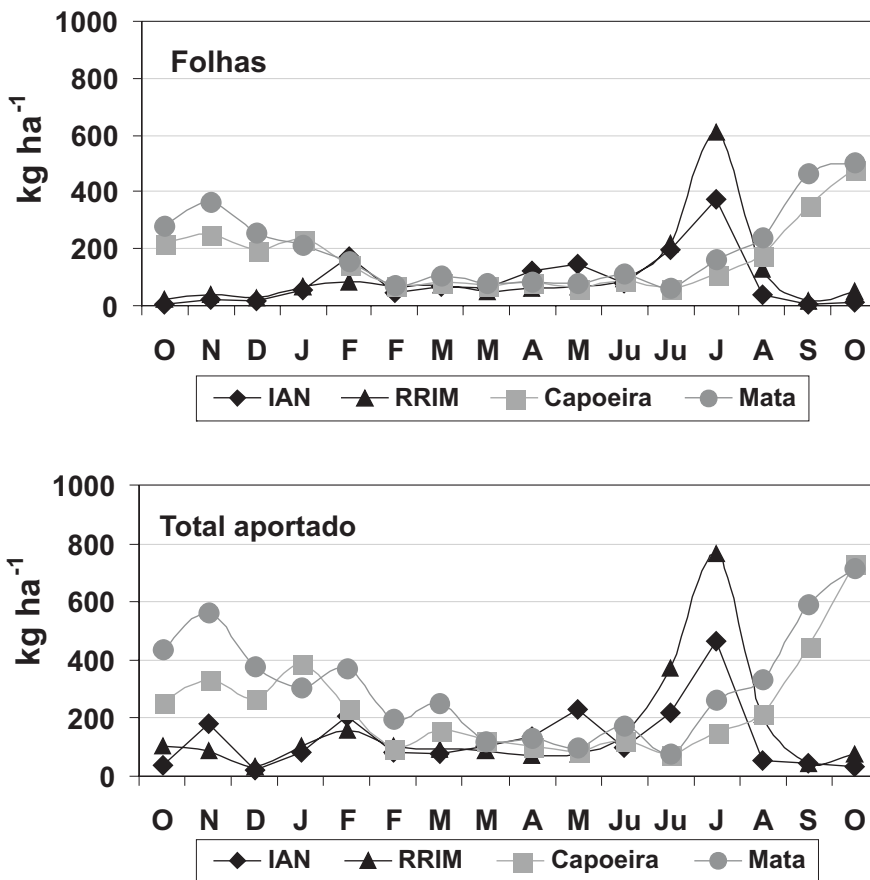 1000
Folhas
800
600
400
200
0
kg ha-1
O N D J F F M M A M Ju Ju J A S O
IAN RRIM Capoeira Mata
1000
Total aportado
800
600
400
200
0
kg ha-1
O N D J F F M M A M Ju Ju J A S O
IAN RRIM Capoeira Mata